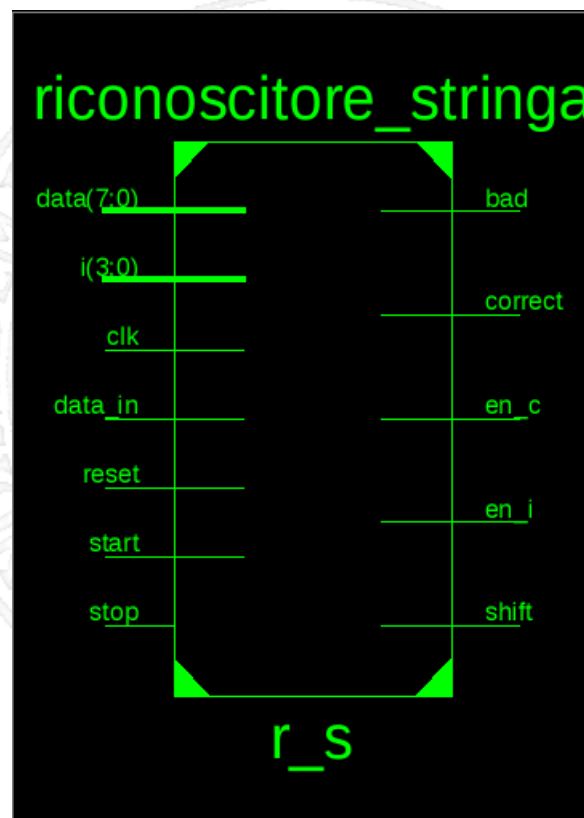 riconoscitore_stringa
data(7:0)
bad
i(3:0)
correct
clk
data_in
en_c
reset
en_i
start
stop
shift
r_s